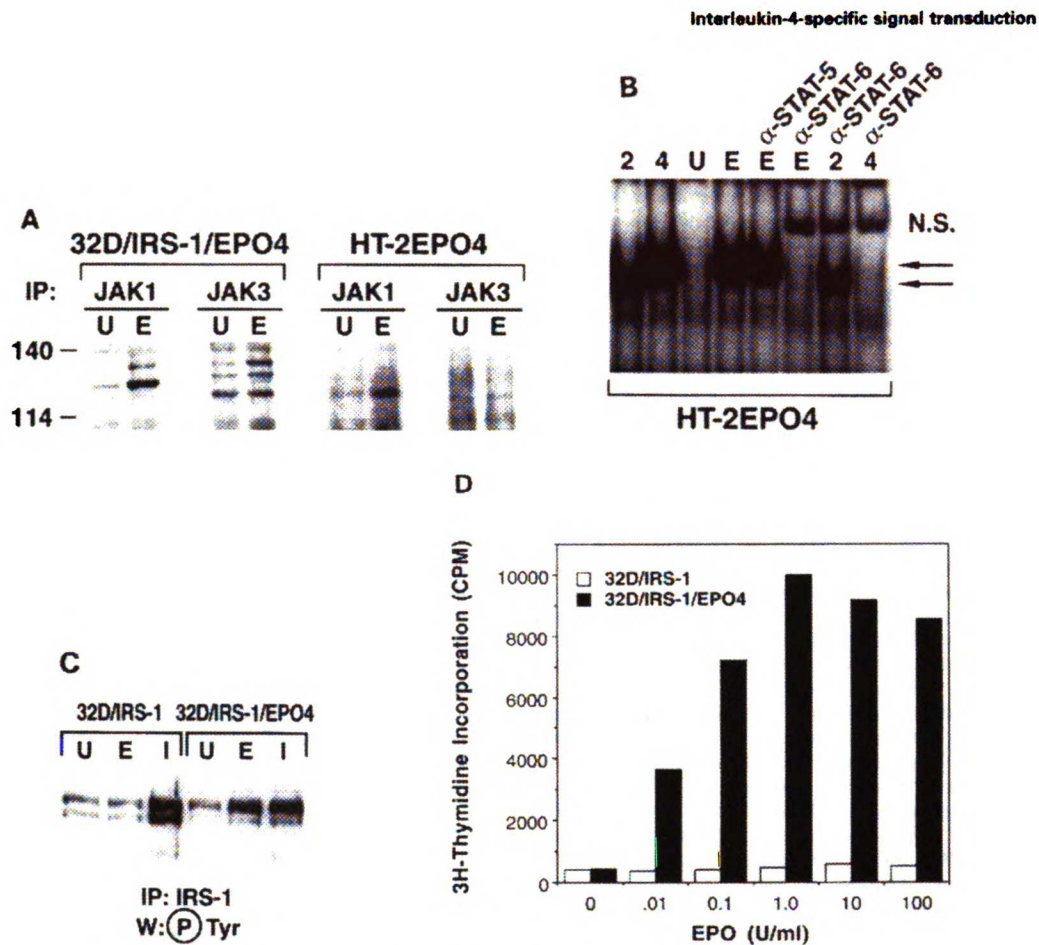 Interleukin-4-specific signal transduction
A
32D/IRS-1/EPO4 HT-2EPO4
IP: JAK1 JAK3 JAK1 JAK3
U E U E U E U E
140
114
B
α-STAT-5 α-STAT-6 α-STAT-6 α-STAT-6
2 4 U E E E 2 4
N.S.
HT-2EPO4
C
32D/IRS-1 32D/IRS-1/EPO4
U E I U E I
IP: IRS-1
W: P Tyr
D
3H-Thymidine Incorporation (CPM)
10000
8000
6000
4000
2000
0
32D/IRS-1
32D/IRS-1/EPO4
0 .01 0.1 1.0 10 100
EPO (U/ml)